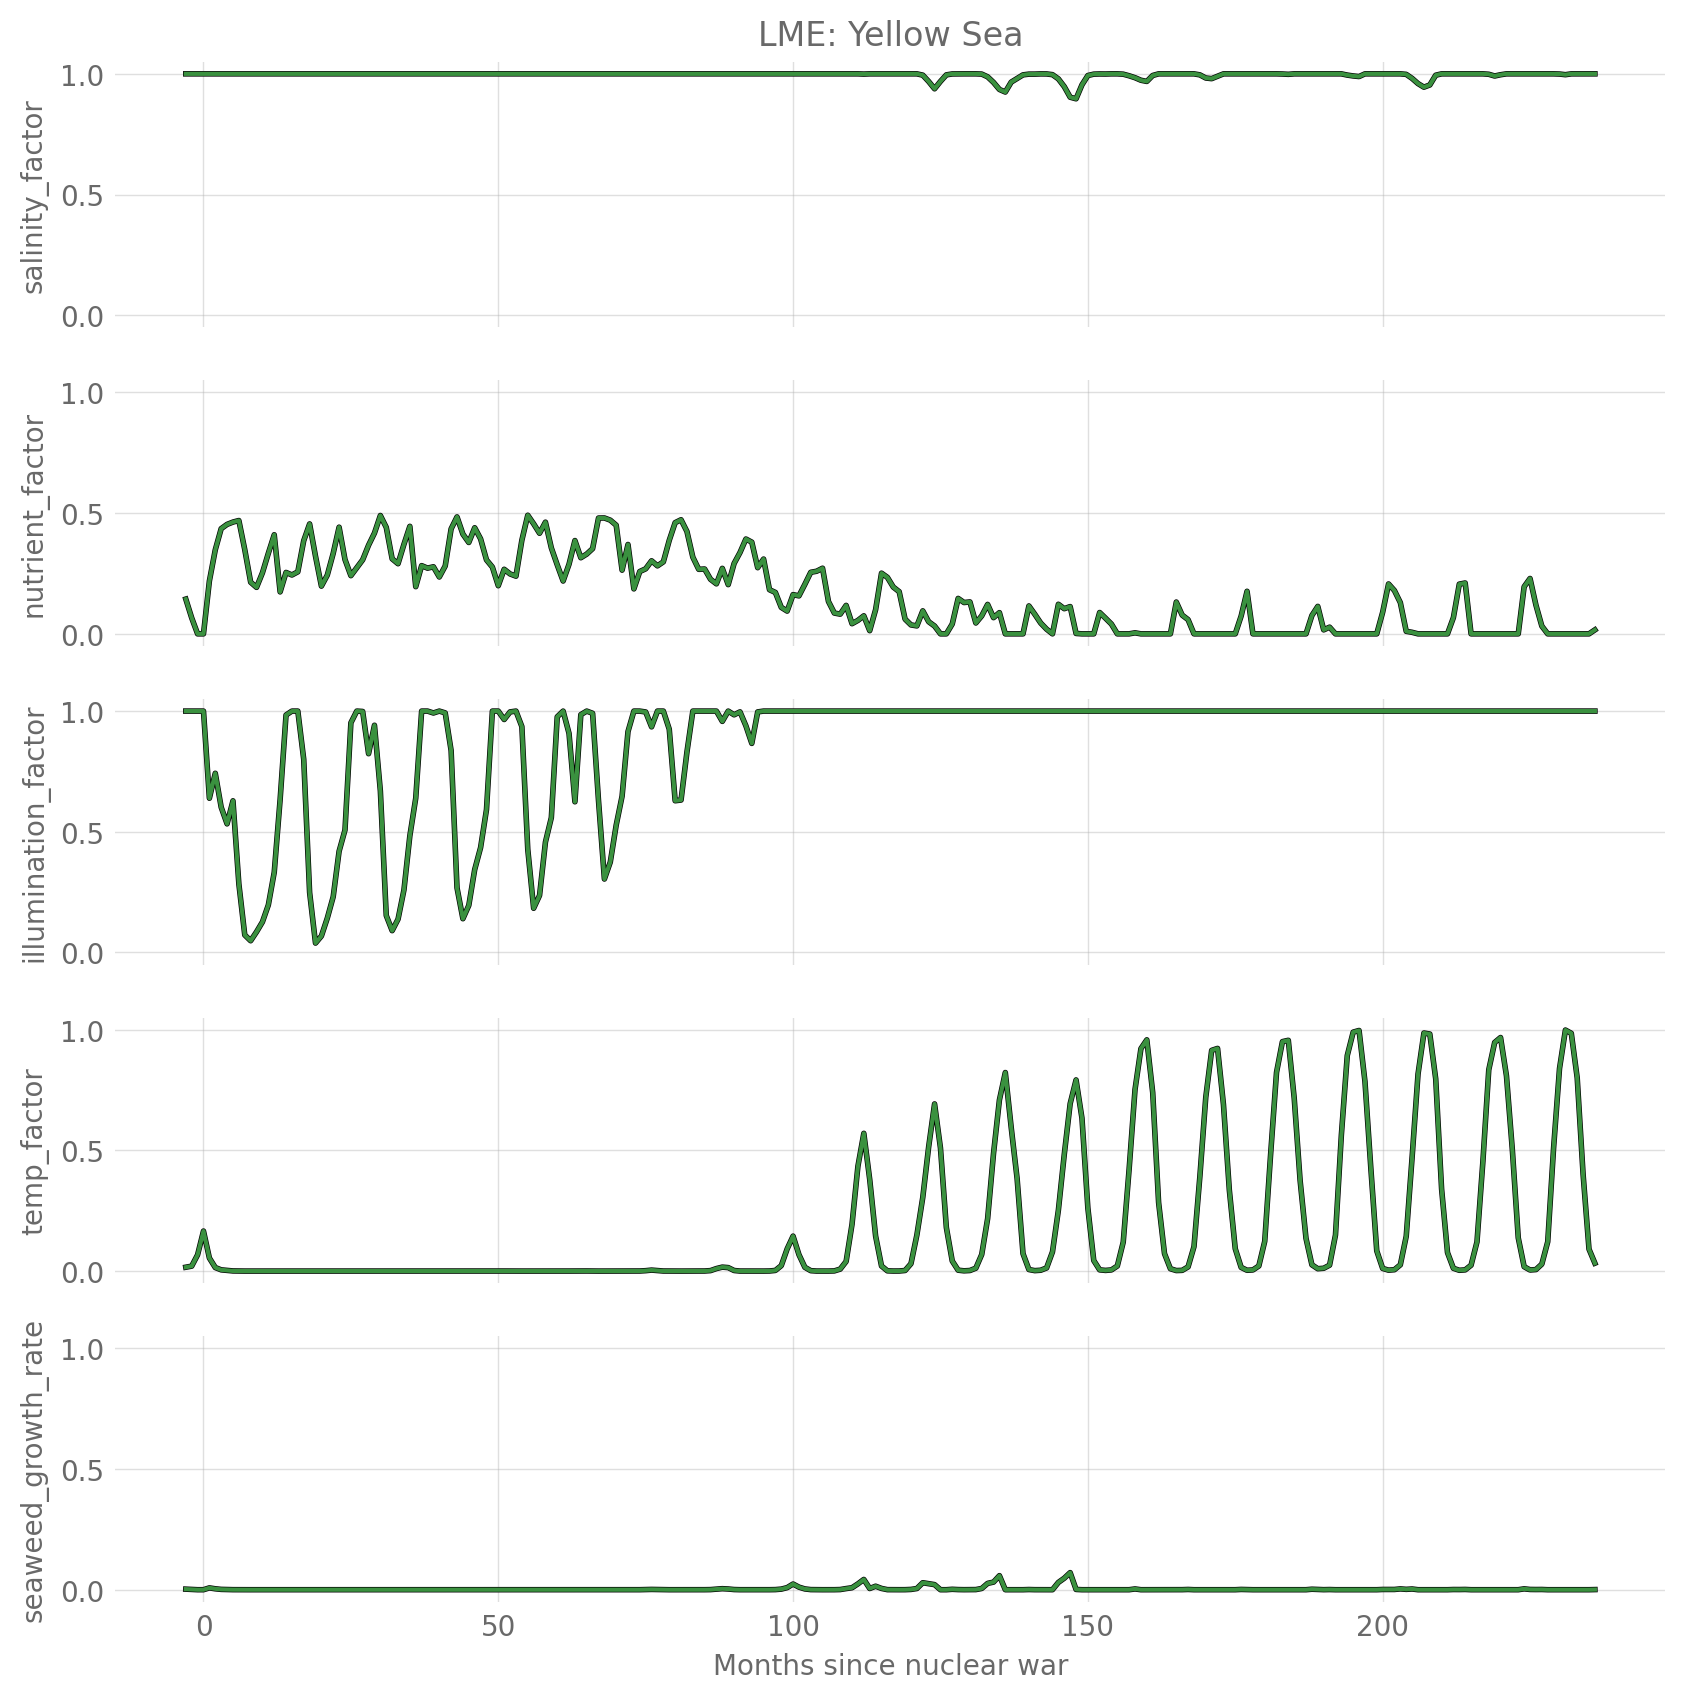 LME: Yellow Sea
1.0
0.5
0.0
salinity_factor
1.0
0.5
0.0
nutrient_factor
1.0
0.5
0.0
illumination_factor
1.0
0.5
0.0
temp_factor
1.0
0.5
0.0
seaweed_growth_rate
0 50 100 150 200
Months since nuclear war